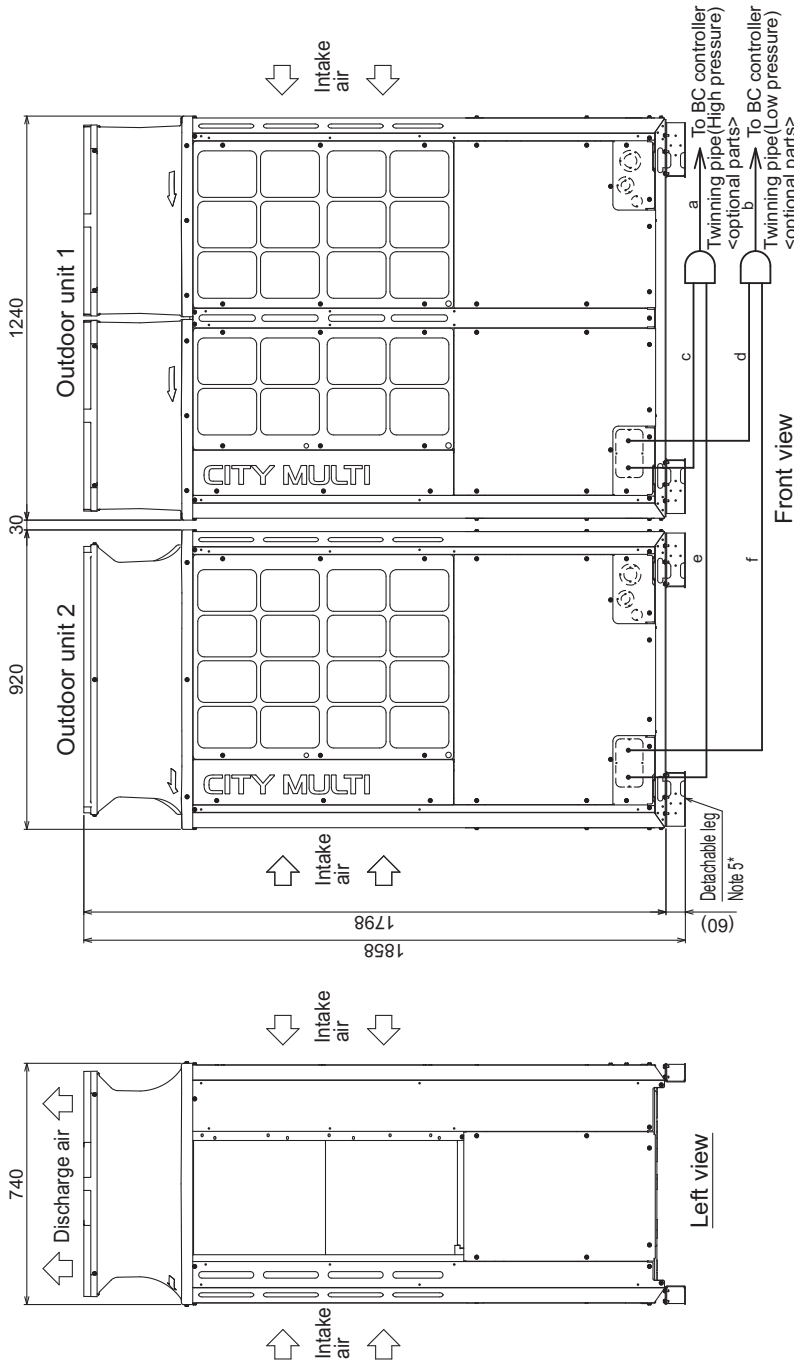 740
Discharge air
Intake
air
Intake
air
Left view
1858
1798
(60)
Detachable leg
Note 5*
920
30
1240
Outdoor unit 2
Outdoor unit 1
Intake
air
Intake
air
CITY MULTI
CITY MULTI
a
To BC controller
Twinning pipe(High pressure)
<optional parts>
b
To BC controller
Twinning pipe(Low pressure)
<optional parts>
c
d
e
f
Front view